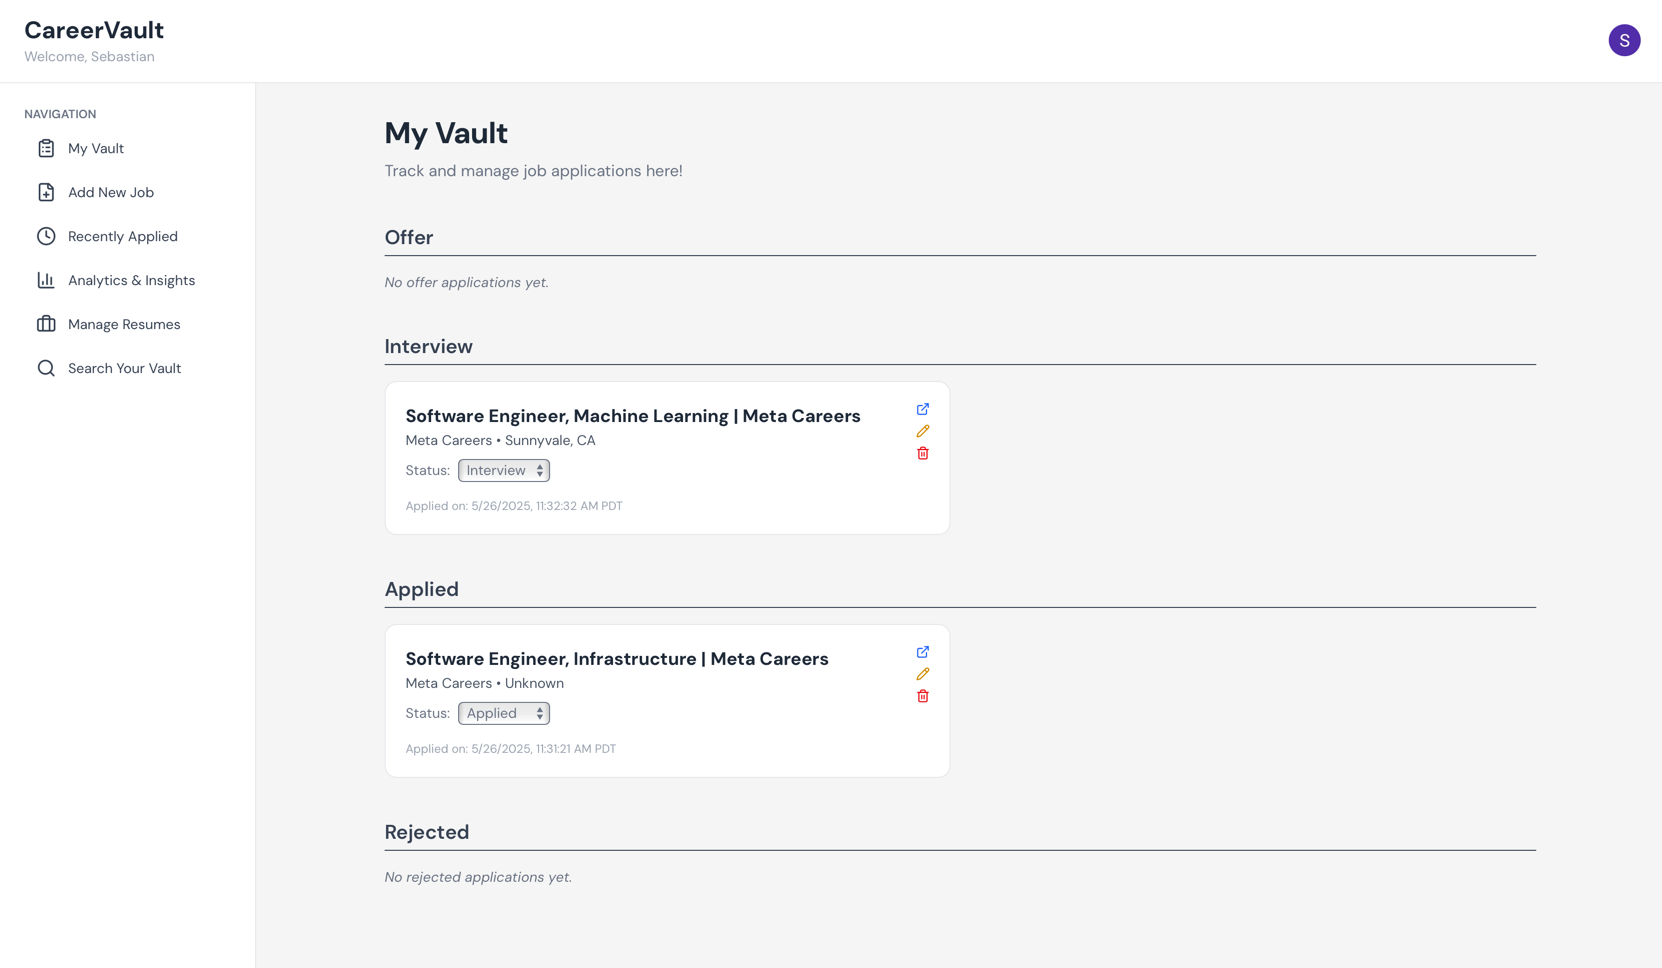 CareerVault
Welcome, Sebastian
S
NAVIGATION
My Vault
Add New Job
Recently Applied
Analytics & Insights
Manage Resumes
Search Your Vault
My Vault
Track and manage job applications here!
Offer
No offer applications yet.
Interview
Software Engineer, Machine Learning | Meta Careers
Meta Careers • Sunnyvale, CA
Status: Interview
Applied on: 5/26/2025, 11:32:32 AM PDT
Applied
Software Engineer, Infrastructure | Meta Careers
Meta Careers • Unknown
Status: Applied
Applied on: 5/26/2025, 11:31:21 AM PDT
Rejected
No rejected applications yet.